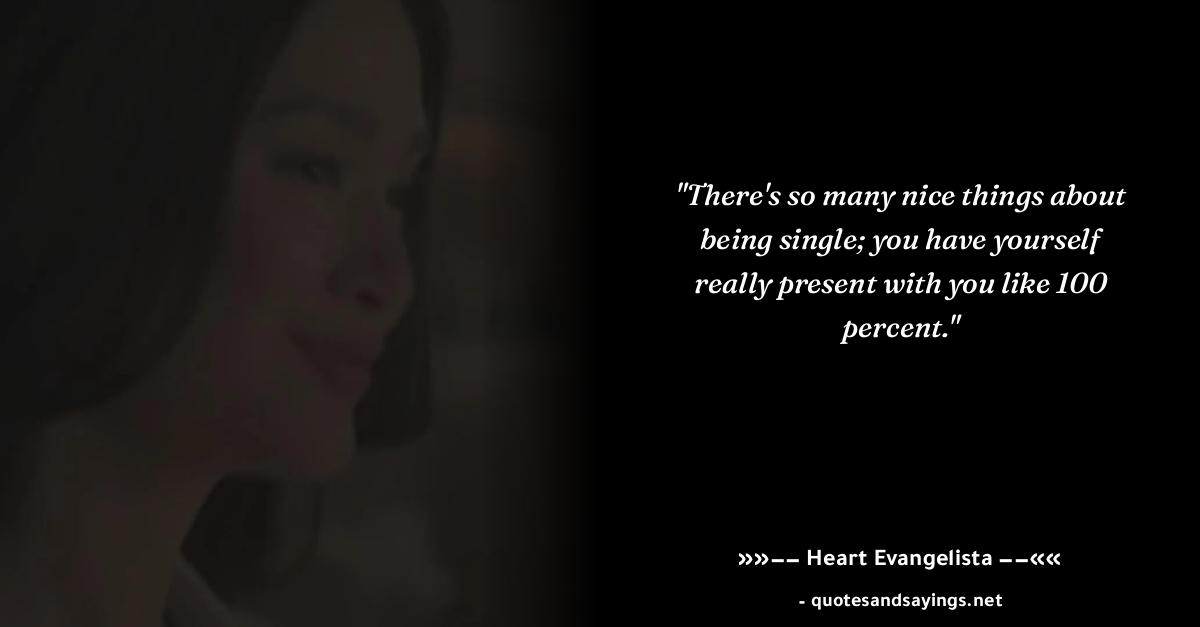 "There's so many nice things about
being single; you have yourself
really present with you like 100
percent."
»»−− Heart Evangelista −−««
- quotesandsayings.net